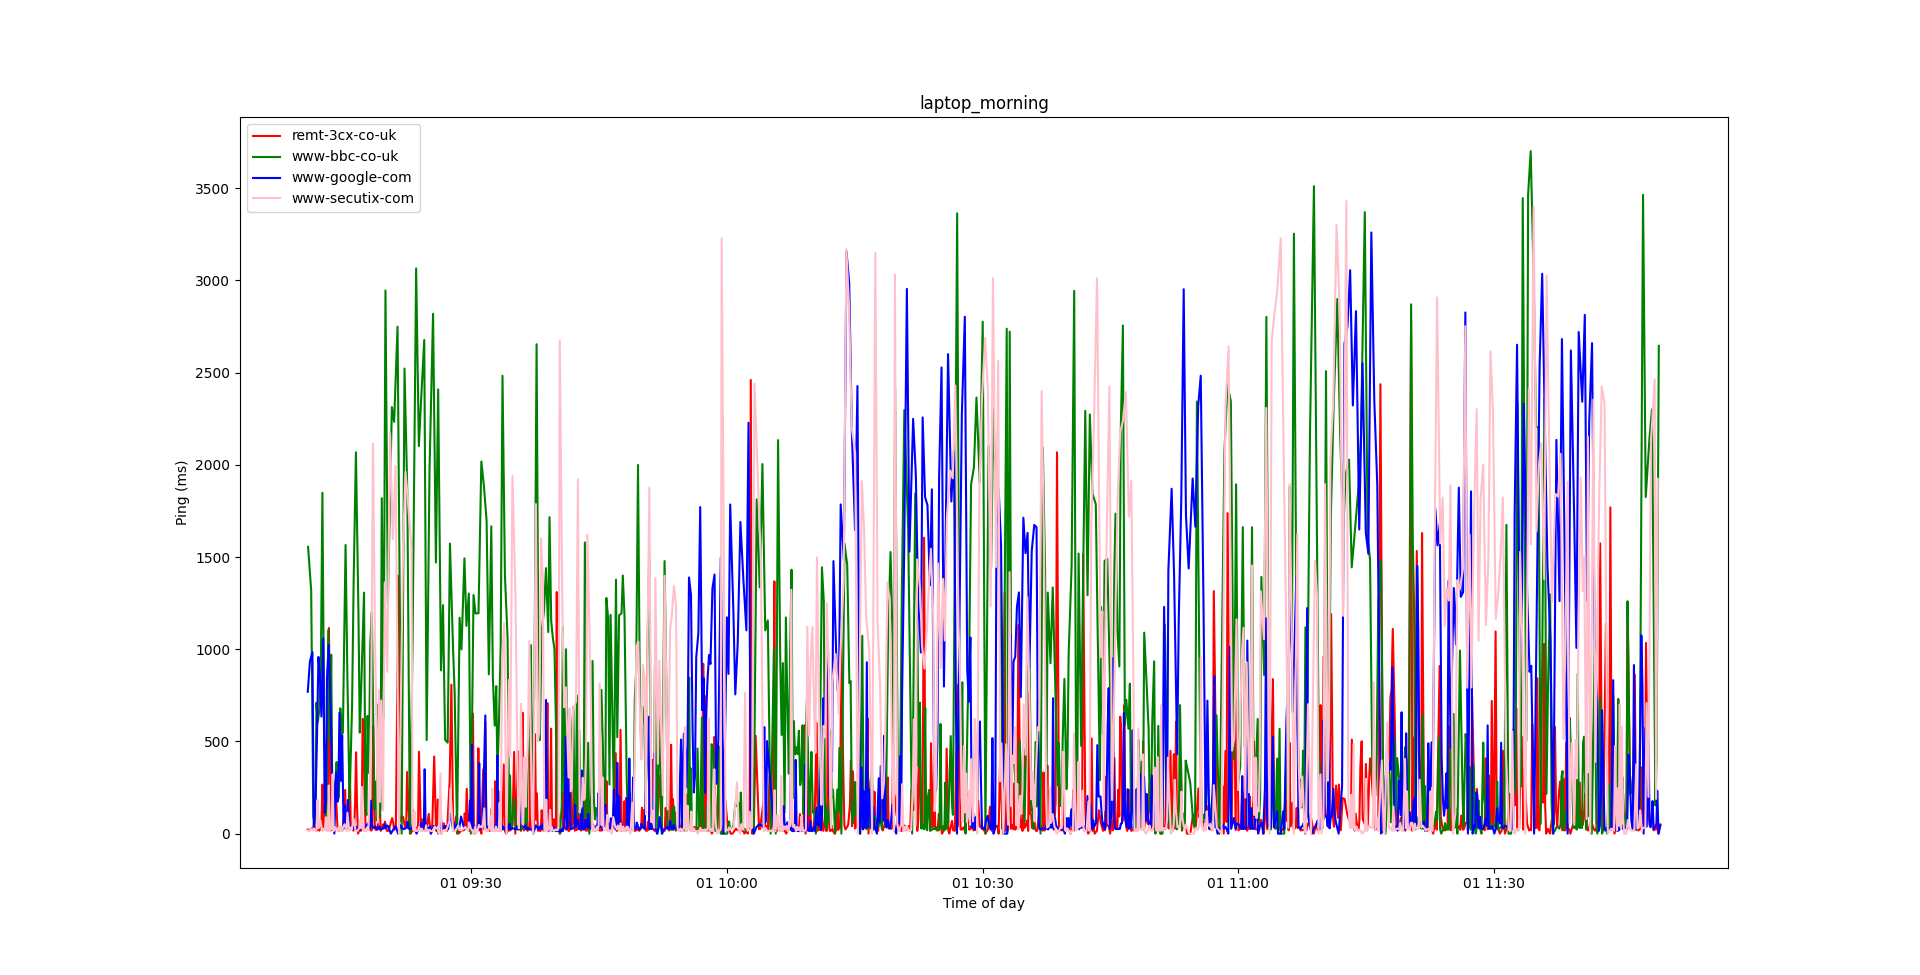 laptop_morning
remt-3cx-co-uk
www-bbc-co-uk
www-google-com
www-secutix-com
Ping (ms)
3500
3000
2500
2000
1500
1000
500
0
01 09:30
01 10:00
01 10:30
01 11:00
01 11:30
Time of day